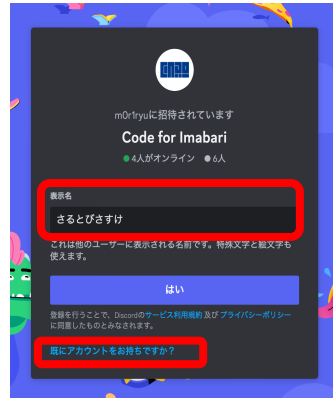 m0r1ryuに招待されています
Code for Imabari
4人がオンライン 6人
表示名
さるとびさすけ
これは他のユーザーに表示される名前です。特殊文字と絵文字も
使えます。
はい
登録を行うことで、Discordのサービス利用規約 及び プライバシーポリシー
に同意したものとみなされます。
既にアカウントをお持ちですか？